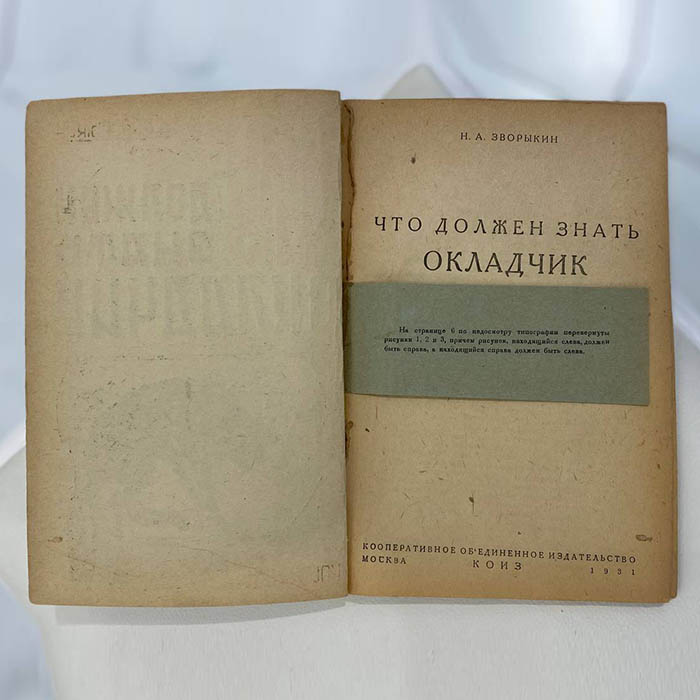 Н. А. ЗВОРЫКИН
ЧТО ДОЛЖЕН ЗНАТЬ
ОКЛАДЧИК
На странице 6 по недосмотру типографии перевернуты
рисунки 1, 2 и 3, причем рисунок, находящийся слева, должен
быть справа, а находящийся справа должен быть слева.
КООПЕРАТИВНОЕ ОБ'ЕДИНЕННОЕ ИЗДАТЕЛЬСТВО
МОСКВА КОИЗ 1931